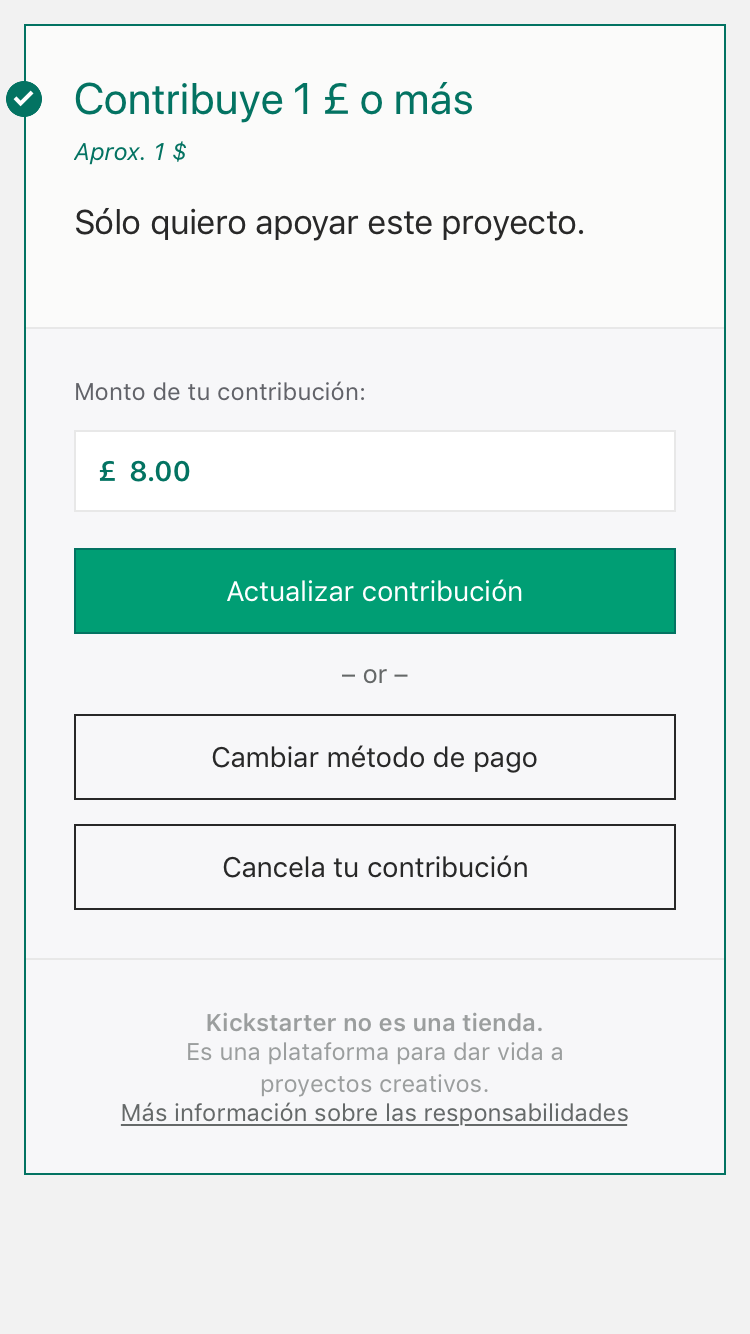 Contribuye 1 £ o más
Aprox. 1 $
Sólo quiero apoyar este proyecto.
Monto de tu contribución:
£ 8.00
Actualizar contribución
– or –
Cambiar método de pago
Cancela tu contribución
Kickstarter no es una tienda.
Es una plataforma para dar vida a
proyectos creativos.
Más información sobre las responsabilidades